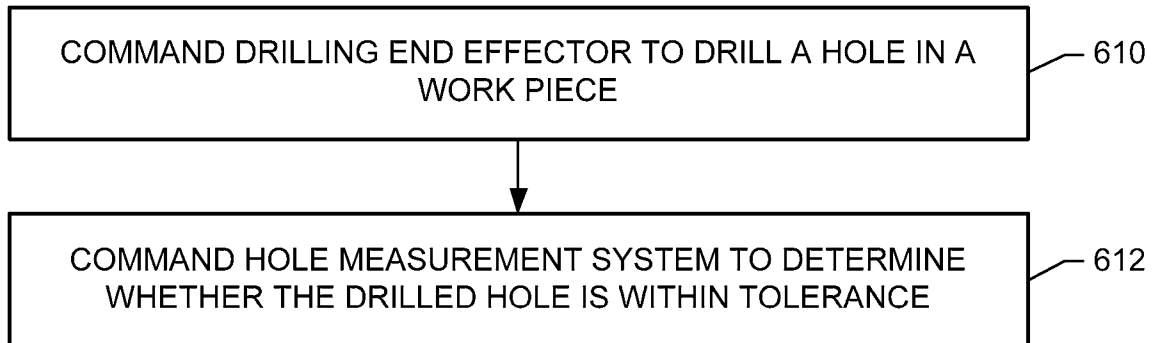 COMMAND DRILLING END EFFECTOR TO DRILL A HOLE IN A
WORK PIECE
610
COMMAND HOLE MEASUREMENT SYSTEM TO DETERMINE
WHETHER THE DRILLED HOLE IS WITHIN TOLERANCE
612